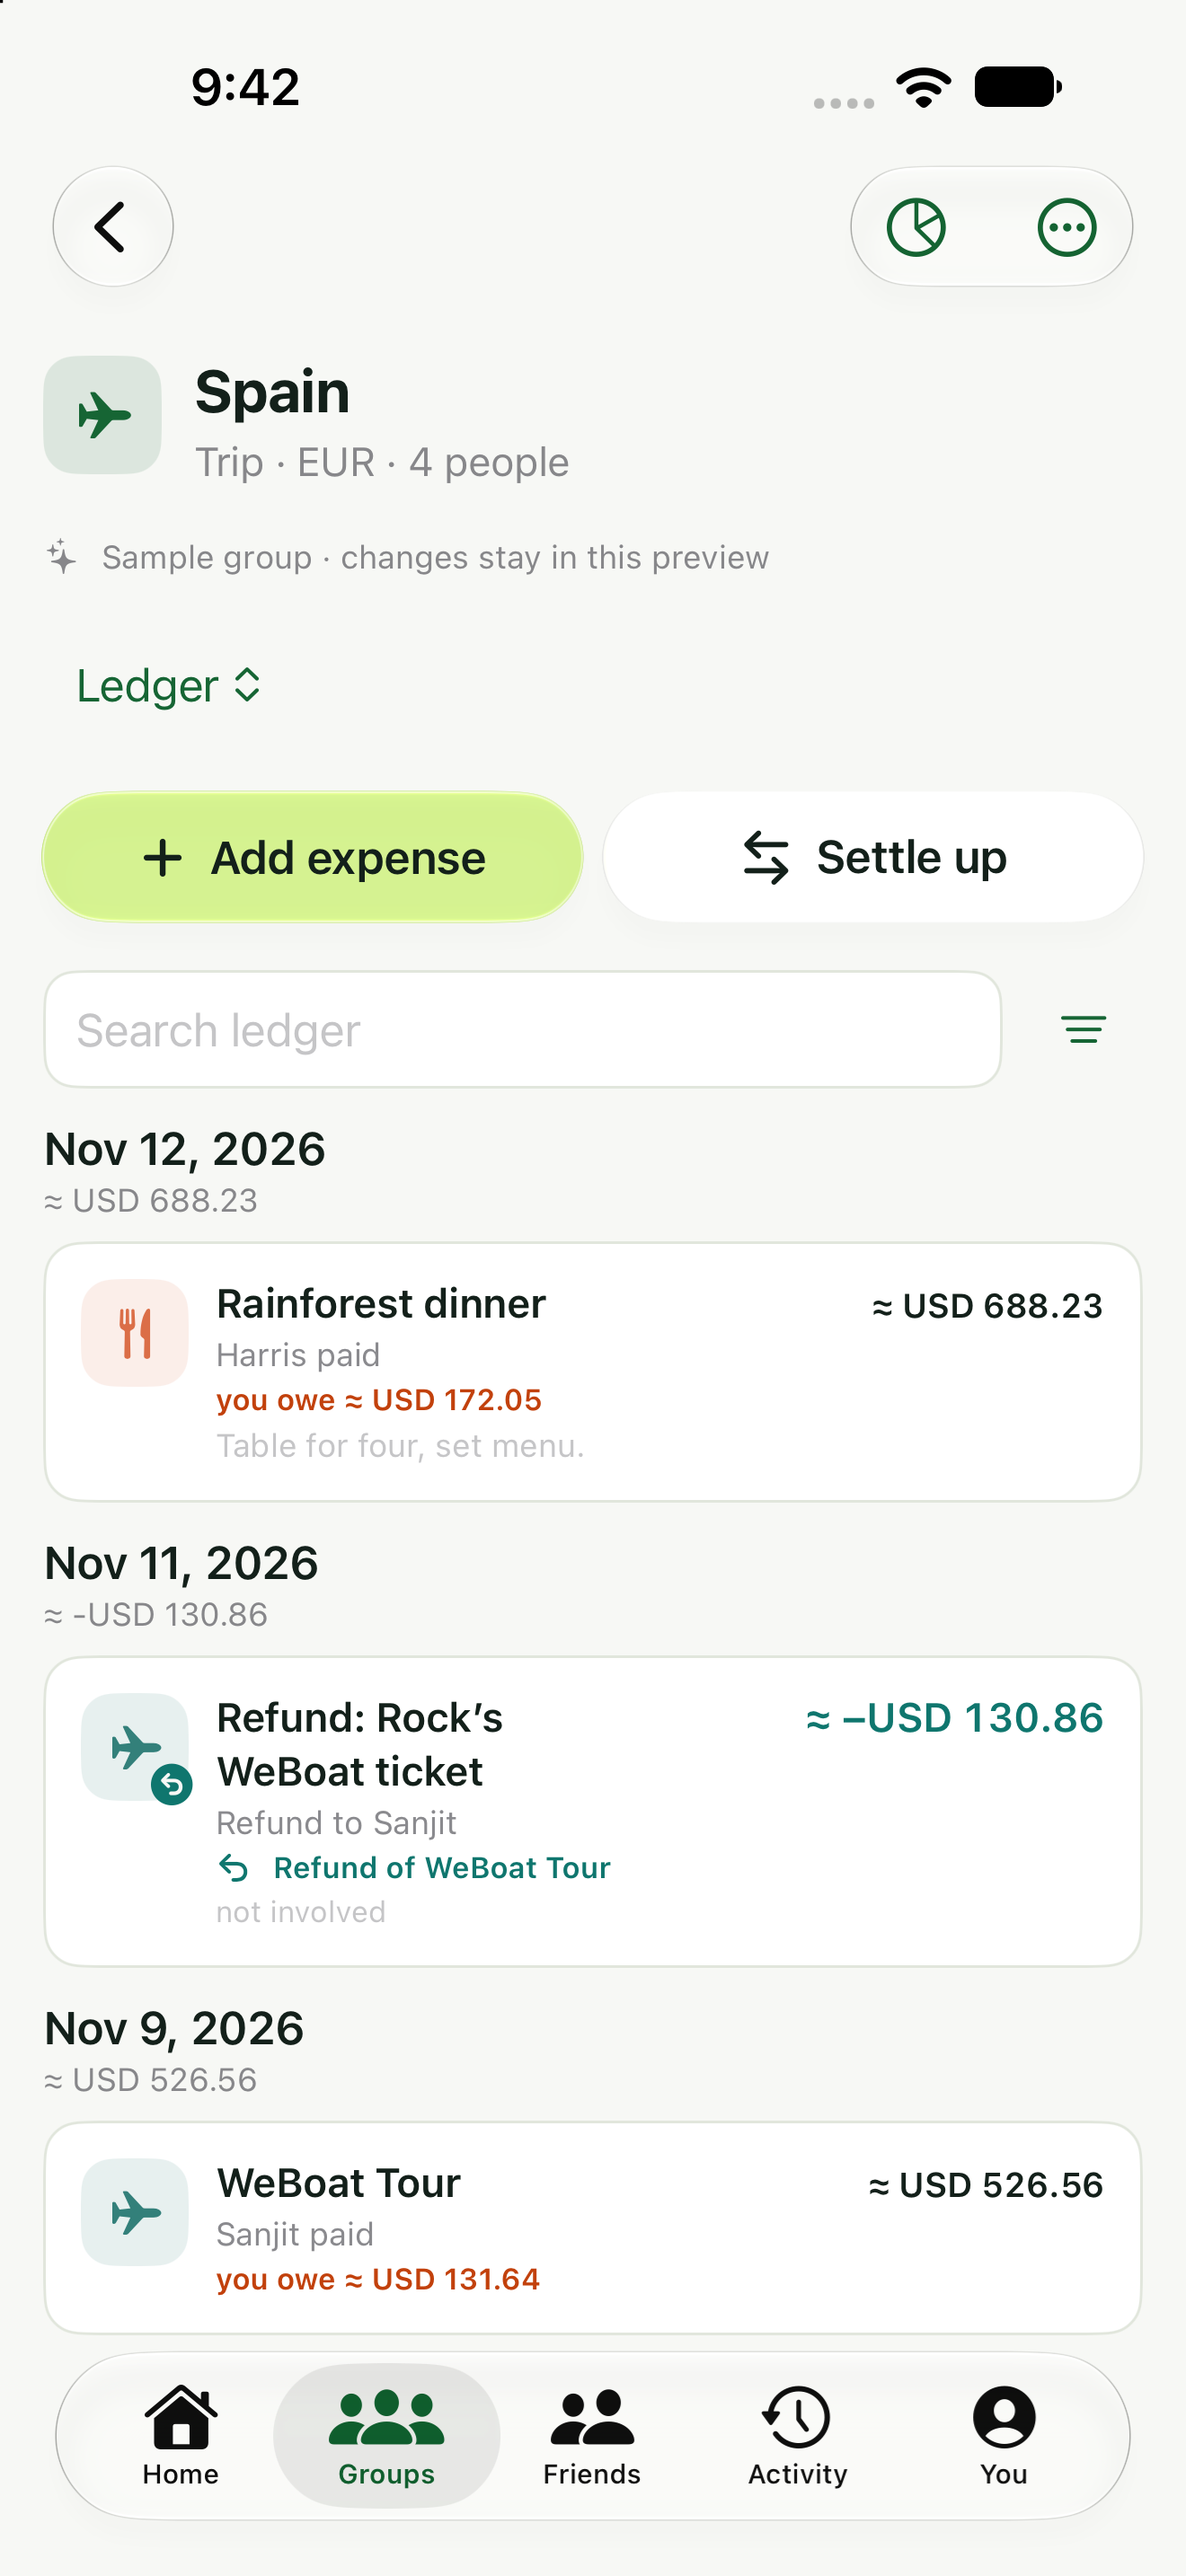 9:42
Spain
Trip · EUR · 4 people
Sample group · changes stay in this preview
Ledger
Add expense
Settle up
Search ledger
Nov 12, 2026
≈ USD 688.23
Rainforest dinner
≈ USD 688.23
Harris paid
you owe ≈ USD 172.05
Table for four, set menu.
Nov 11, 2026
≈ -USD 130.86
Refund: Rock’s
WeBoat ticket
≈ −USD 130.86
Refund to Sanjit
Refund of WeBoat Tour
not involved
Nov 9, 2026
≈ USD 526.56
WeBoat Tour
≈ USD 526.56
Sanjit paid
you owe ≈ USD 131.64
Home
Groups
Friends
Activity
You